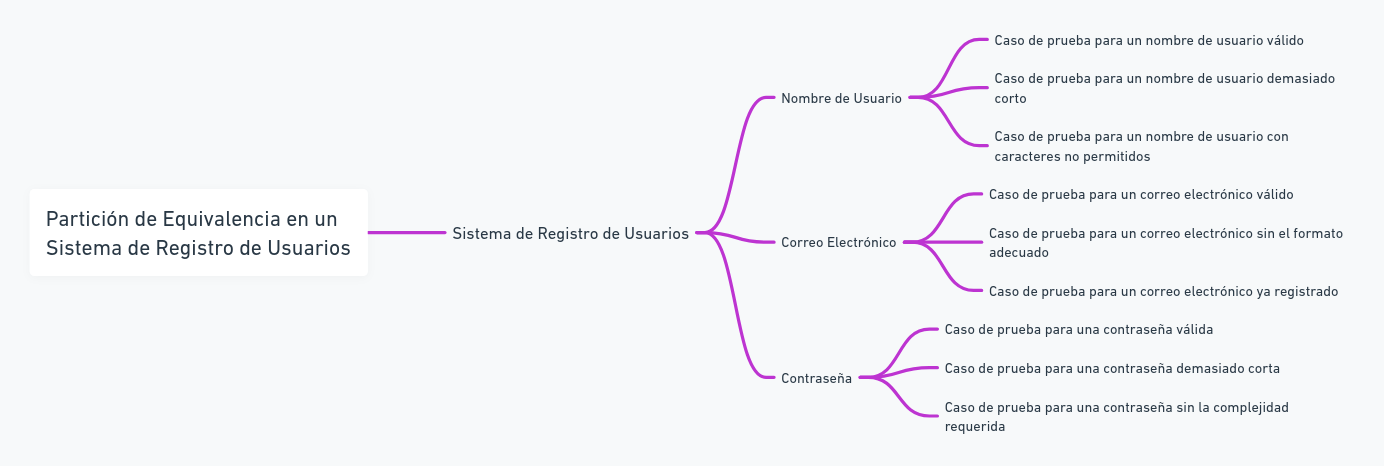 Partición de Equivalencia en un
Sistema de Registro de Usuarios
Sistema de Registro de Usuarios
Nombre de Usuario
Caso de prueba para un nombre de usuario válido
Caso de prueba para un nombre de usuario demasiado
corto
Caso de prueba para un nombre de usuario con
caracteres no permitidos
Correo Electrónico
Caso de prueba para un correo electrónico válido
Caso de prueba para un correo electrónico sin el formato
adecuado
Caso de prueba para un correo electrónico ya registrado
Contraseña
Caso de prueba para una contraseña válida
Caso de prueba para una contraseña demasiado corta
Caso de prueba para una contraseña sin la complejidad
requerida